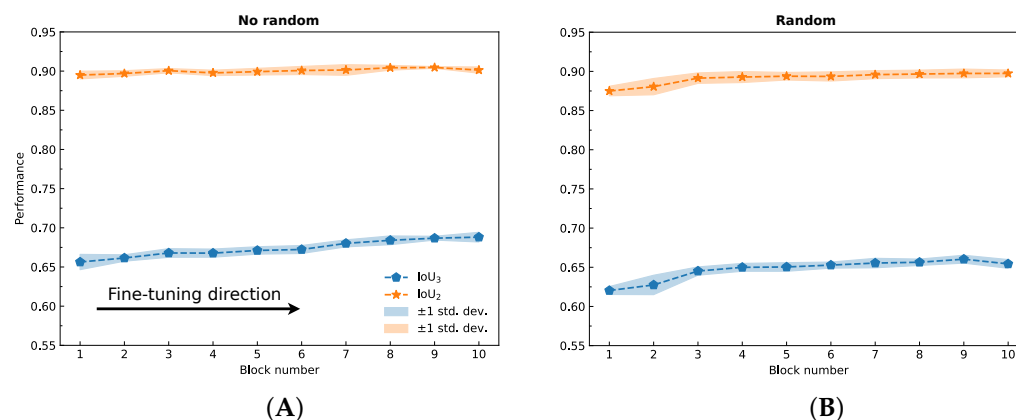 No random
0.95
0.90
0.85
0.80
0.75
0.70
0.65
0.60
0.55
Performance
Fine-tuning direction
IoU₃
IoU₂
±1 std. dev.
±1 std. dev.
1 2 3 4 5 6 7 8 9 10
Block number
(A)
Random
0.95
0.90
0.85
0.80
0.75
0.70
0.65
0.60
0.55
1 2 3 4 5 6 7 8 9 10
Block number
(B)